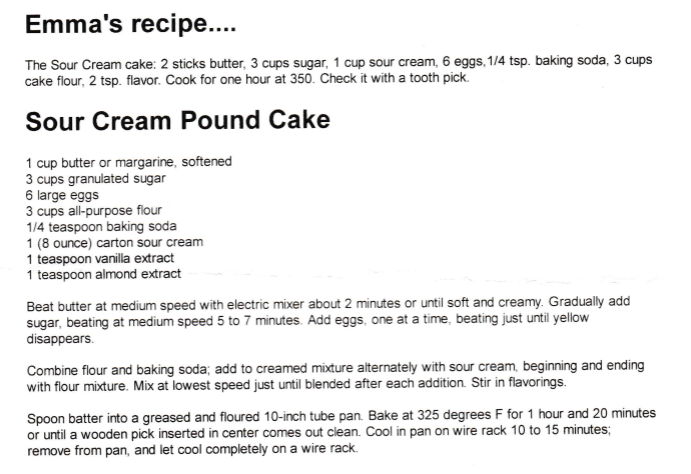 Emma's recipe....
The Sour Cream cake: 2 sticks butter, 3 cups sugar, 1 cup sour cream, 6 eggs,1/4 tsp. baking soda, 3 cups
cake flour, 2 tsp. flavor. Cook for one hour at 350. Check it with a tooth pick.
Sour Cream Pound Cake
1 cup butter or margarine, softened
3 cups granulated sugar
6 large eggs
3 cups all-purpose flour
1/4 teaspoon baking soda
1 (8 ounce) carton sour cream
1 teaspoon vanilla extract
1 teaspoon almond extract
Beat butter at medium speed with electric mixer about 2 minutes or until soft and creamy. Gradually add
sugar, beating at medium speed 5 to 7 minutes. Add eggs, one at a time, beating just until yellow
disappears.
Combine flour and baking soda; add to creamed mixture alternately with sour cream, beginning and ending
with flour mixture. Mix at lowest speed just until blended after each addition. Stir in flavorings.
Spoon batter into a greased and floured 10-inch tube pan. Bake at 325 degrees F for 1 hour and 20 minutes
or until a wooden pick inserted in center comes out clean. Cool in pan on wire rack 10 to 15 minutes;
remove from pan, and let cool completely on a wire rack.